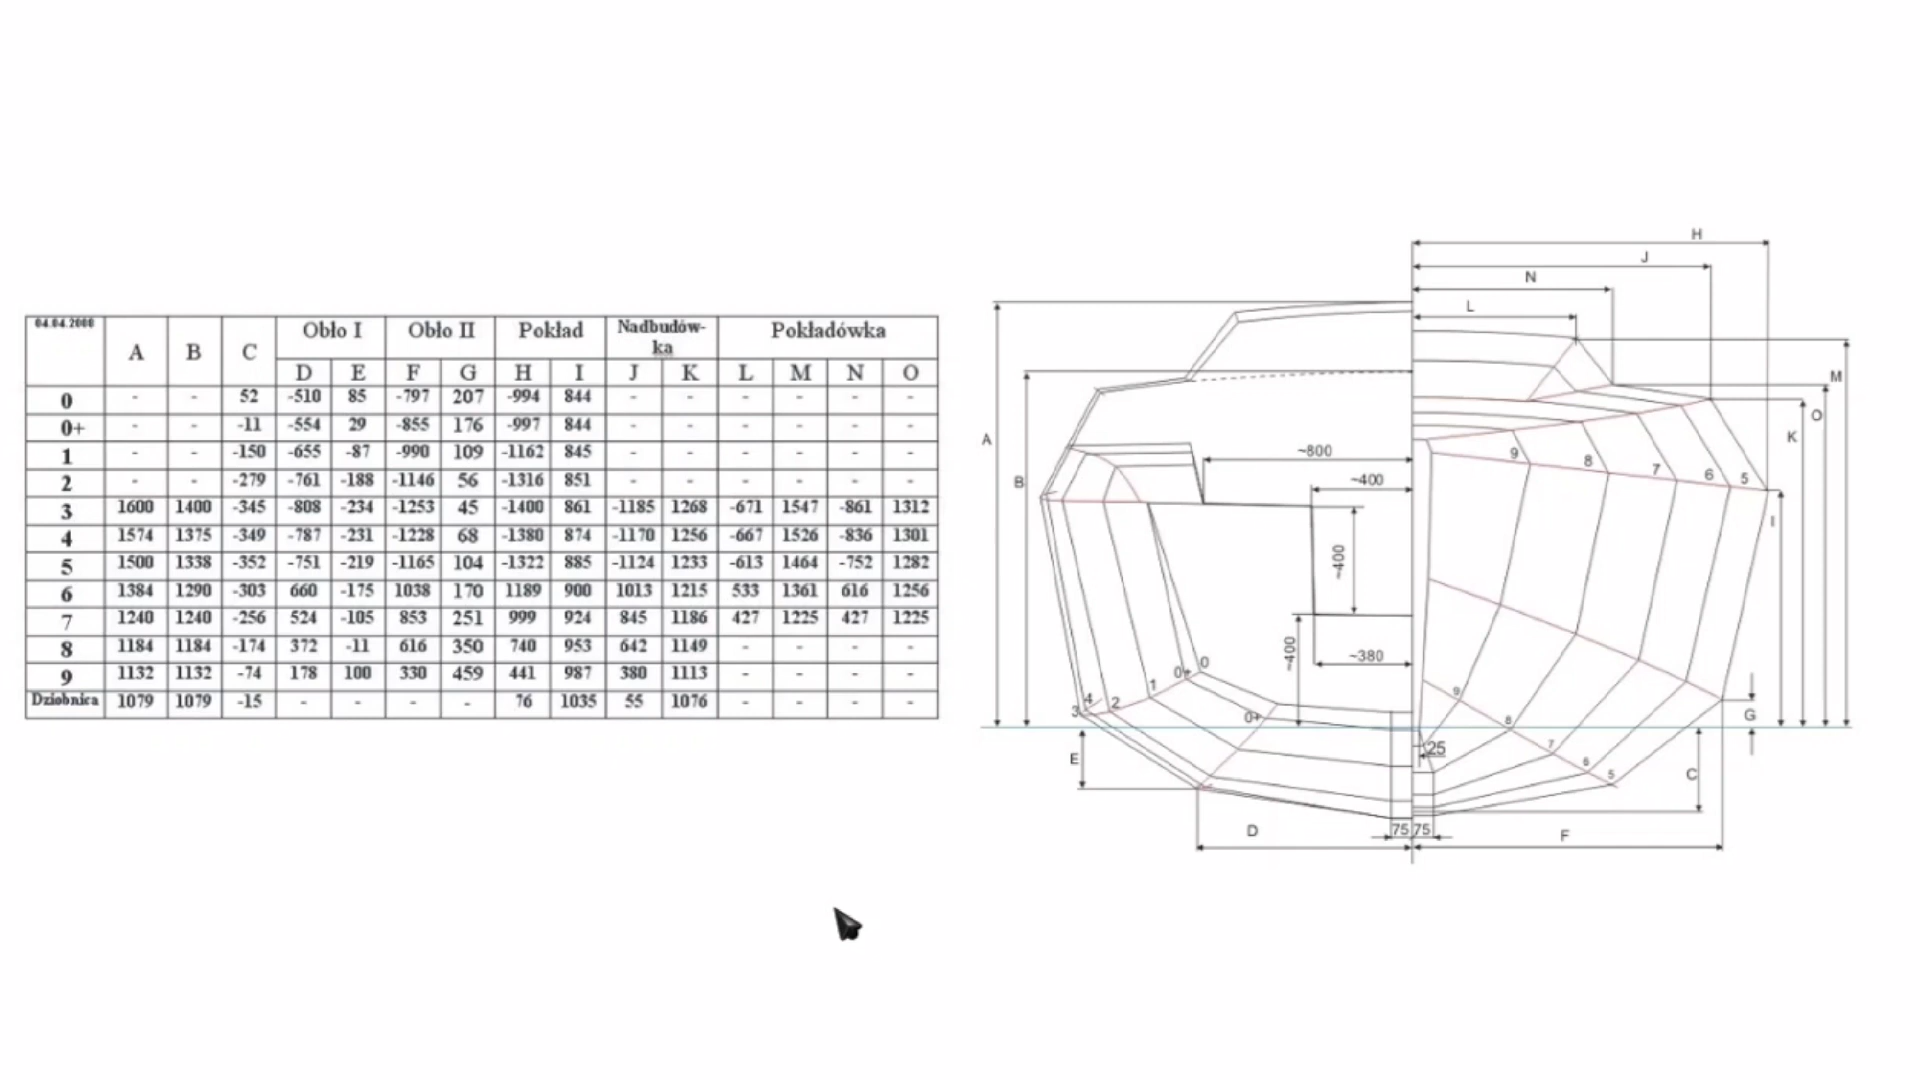 04.04.2000 A B C Obło I Obło II Pokład Nadbudów-ka Pokładówka
D E F G H I J K L M N O
0 - - 52 -510 85 -797 207 -994 844 - - - - - -
0+ - - -11 -554 29 -855 176 -997 844 - - - - - -
1 - - -150 -655 -87 -990 109 -1162 845 - - - - - -
2 - - -279 -761 -188 -1146 56 -1316 851 - - - - - -
3 1600 1400 -345 -808 -234 -1253 45 -1400 861 -1185 1268 -671 1547 -861 1312
4 1574 1375 -349 -787 -231 -1228 68 -1380 874 -1170 1256 -667 1526 -836 1301
5 1500 1338 -352 -751 -219 -1165 104 -1322 885 -1124 1233 -613 1464 -752 1282
6 1384 1290 -303 660 -175 1038 170 1189 900 1013 1215 533 1361 616 1256
7 1240 1240 -256 524 -105 853 251 999 924 845 1186 427 1225 427 1225
8 1184 1184 -174 372 -11 616 350 740 953 642 1149 - - - -
9 1132 1132 -74 178 100 330 459 441 987 380 1113 - - - -
Dziobnica 1079 1079 -15 - - - - 76 1035 55 1076 - - - -
H
J
N
L
M
O
A
K
~800
9 8 7 6 5
B
~400
I
~400
~400
~380
0
0+
4
3
2
1
0+
9
8
7
6
5
G
25
E
C
D
75 75
F